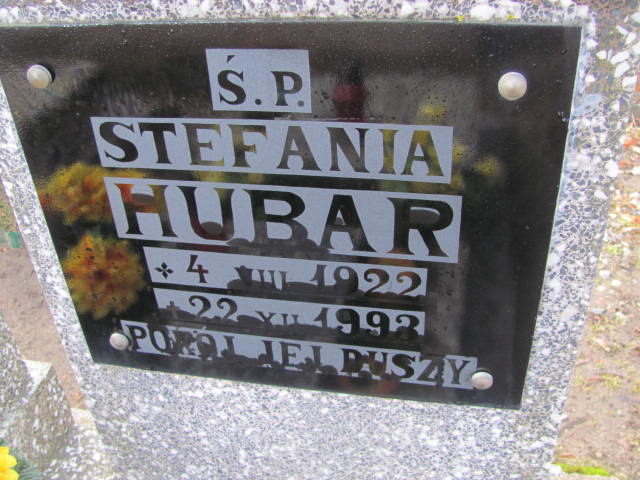 Ś.P.
STEFANIA
HUBAR
✣ 4 VIII 1922
+ 22 XII 1993
POKÓJ JEJ DUSZY